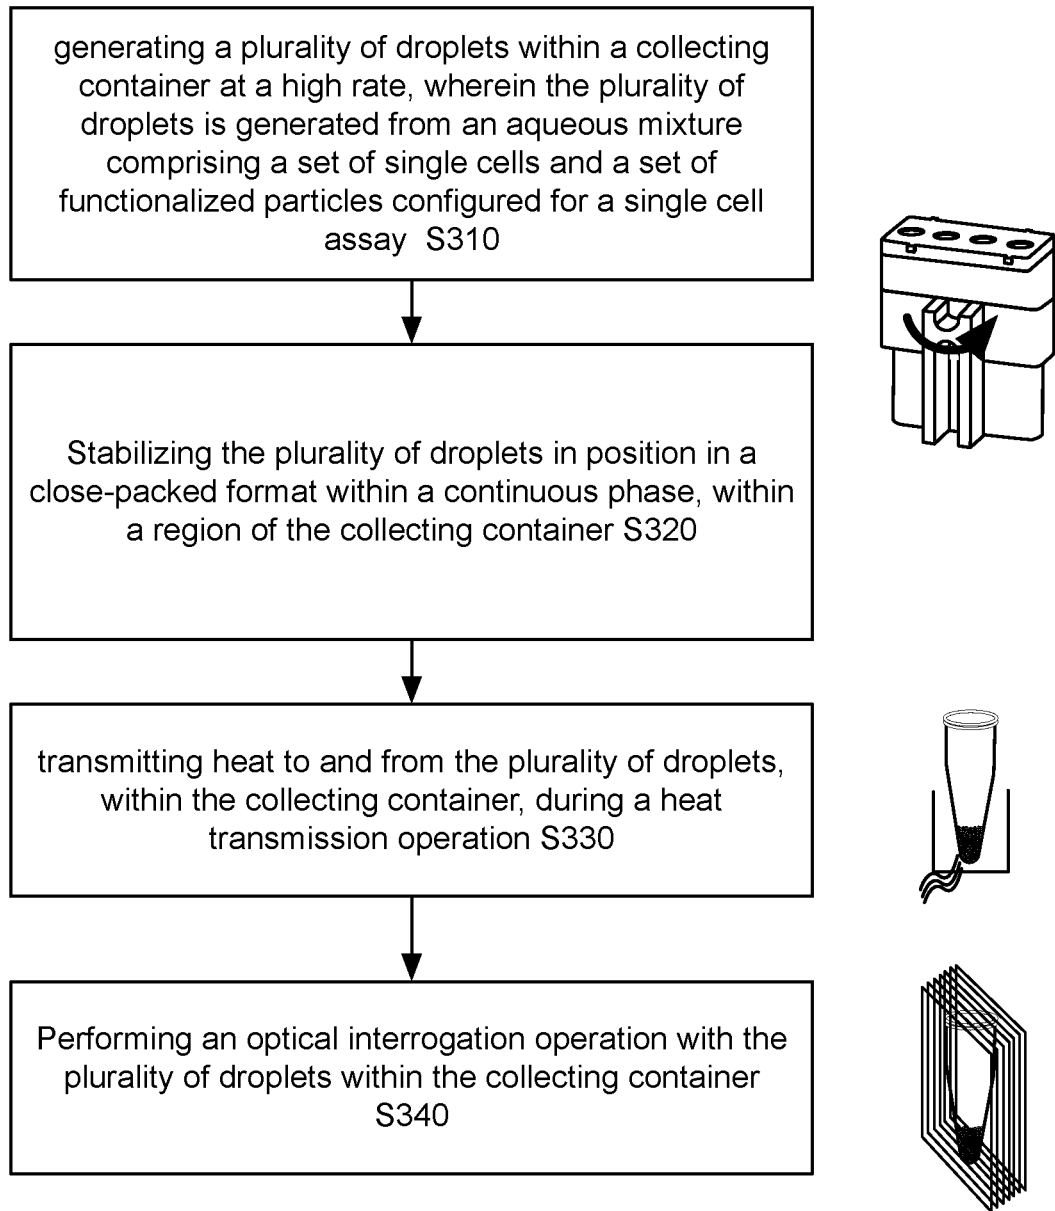 generating a plurality of droplets within a collecting
container at a high rate, wherein the plurality of
droplets is generated from an aqueous mixture
comprising a set of single cells and a set of
functionalized particles configured for a single cell
assay  S310
Stabilizing the plurality of droplets in position in a
close-packed format within a continuous phase, within
a region of the collecting container S320
transmitting heat to and from the plurality of droplets,
within the collecting container, during a heat
transmission operation S330
Performing an optical interrogation operation with the
plurality of droplets within the collecting container
S340